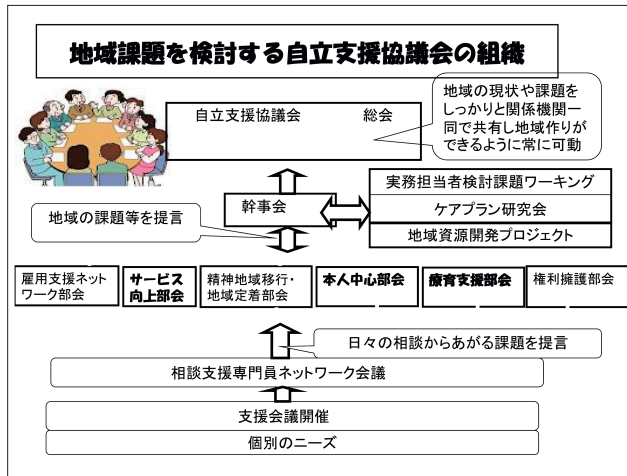 地域課題を検討する自立支援協議会の組織
地域の現状や課題を
しっかりと関係機関一
同で共有し地域作りが
できるように常に可動
自立支援協議会 総会
実務担当者検討課題ワーキング
幹事会
ケアプラン研究会
地域の課題等を提言
地域資源開発プロジェクト
雇用支援ネット
ワーク部会
サービス
向上部会
精神地域移行・
地域定着部会
本人中心部会
療育支援部会
権利擁護部会
日々の相談からあがる課題を提言
相談支援専門員ネットワーク会議
支援会議開催
個別のニーズ